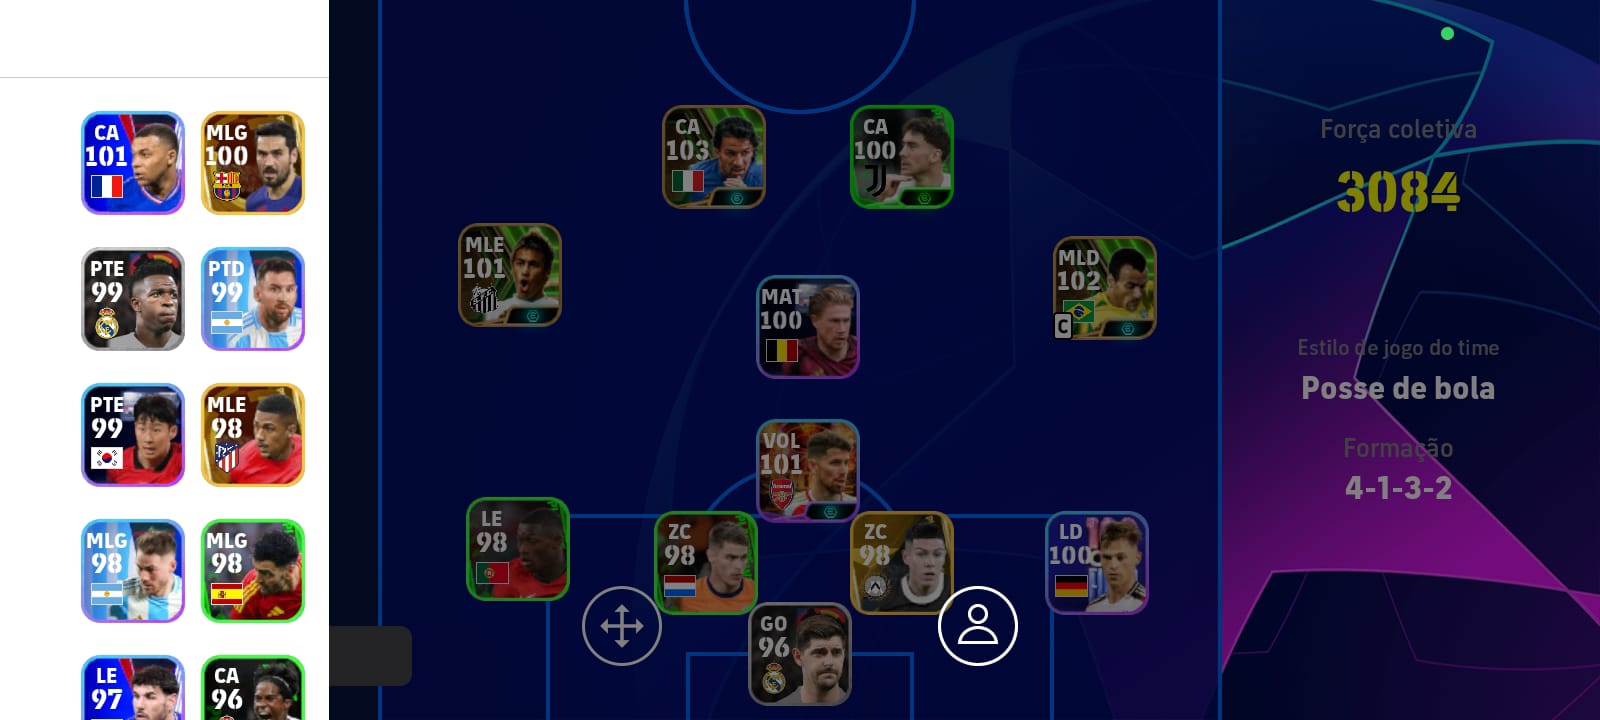 CA
101
MLG
100
PTE
99
PTD
99
PTE
99
MLE
98
MLG
98
MLG
98
LE
97
CA
96
CA
103
CA
100
MLE
101
MAT
100
MLD
102
C
VOL
101
Arsenal
LE
98
ZC
98
ZC
98
LD
100
GO
96
Força coletiva
3084
Estilo de jogo do time
Posse de bola
Formação
4-1-3-2